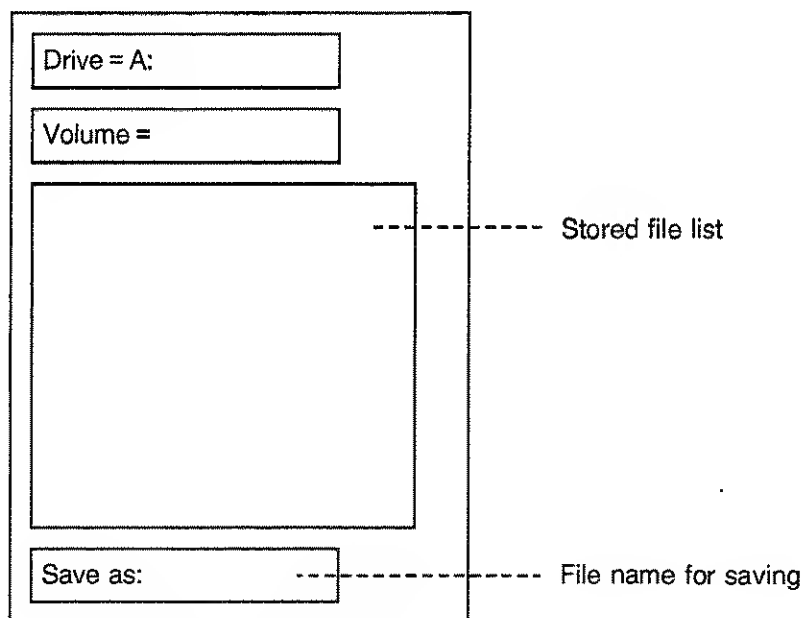 Drive = A:
Volume =
Stored file list
Save as:
File name for saving